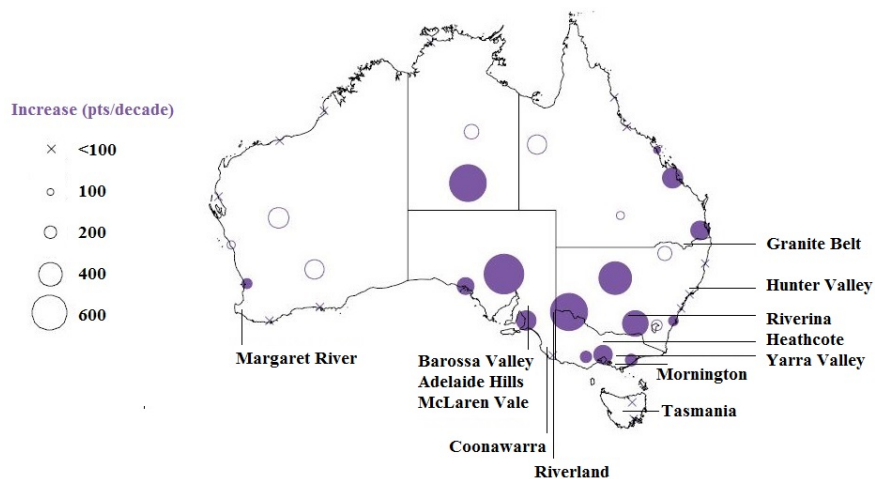 Increase (pts/decade)
<100
100
200
400
600
Granite Belt
Hunter Valley
Riverina
Heathcote
Yarra Valley
Mornington
Tasmania
Margaret River
Barossa Valley
Adelaide Hills
McLaren Vale
Coonawarra
Riverland